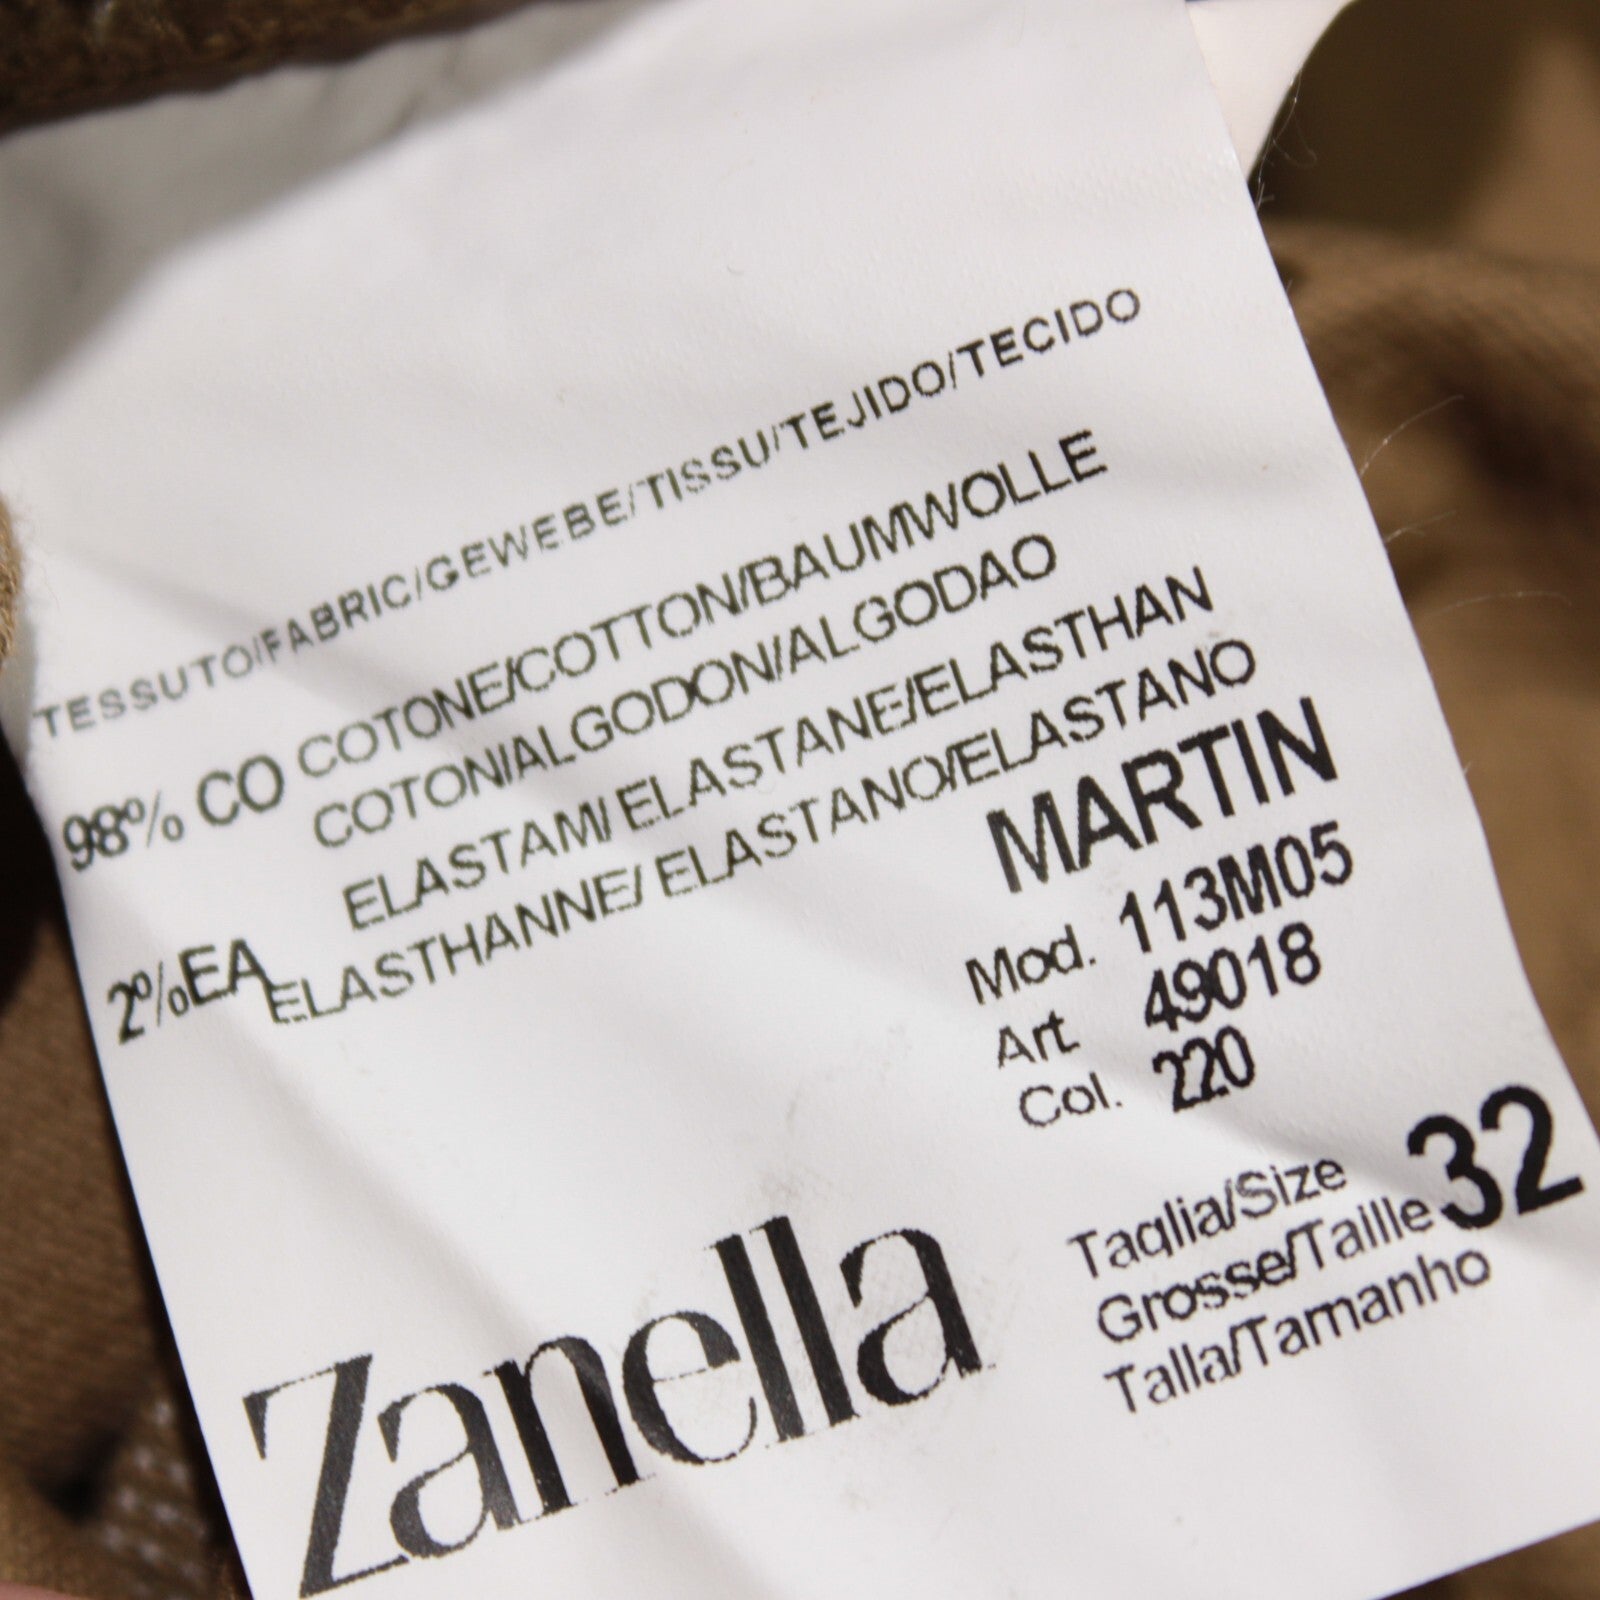 TESSUTO/FABRIC/GEWEBE/TISSU/TEJIDO/TECIDO
98% CO COTONE/COTTON/BAUMWOLLE
COTON/ALGODON/ALGODAO
2%EA ELASTAM/ ELASTANE/ELASTHAN
ELASTHANNE/ ELASTANO/ELASTANO
MARTIN
Mod. 113M05
Art. 49018
Col. 220
Taglia/Size
Grosse/Taille 32
Talla/Tamanho
Zanella